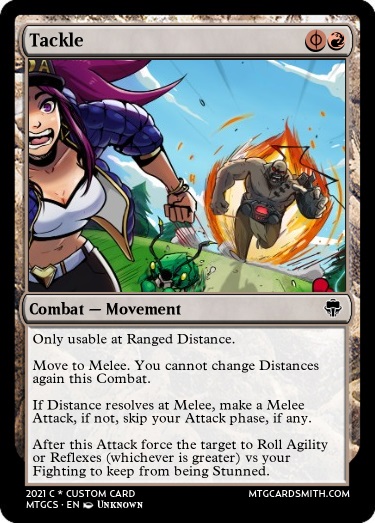 Tackle
DA
Combat — Movement
Only usable at Ranged Distance.
Move to Melee. You cannot change Distances
again this Combat.
If Distance resolves at Melee, make a Melee
Attack, if not, skip your Attack phase, if any.
After this Attack force the target to Roll Agility
or Reflexes (whichever is greater) vs your
Fighting to keep from being Stunned.
2021 C * CUSTOM CARD
MTGCS · EN Unknown
MTGCARDSMITH.COM